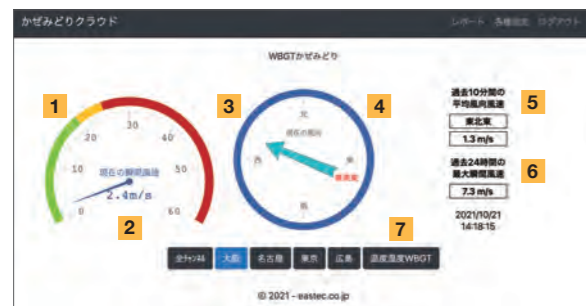 かぜみどりクラウド
レポート 各種設定 ログアウト
WBGTかぜみどり
1
3
4
5
過去10分間の
平均風向風速
東北東
1.3 m/s
6
過去24時間の
最大瞬間風速
7.3 m/s
2021/10/21
14:18:15
0
10
20
30
40
50
60
現在の瞬間風速
2.4m/s
2
北
現在の風向
西
東
東南東
南
7
全チャンネル
大阪
名古屋
東京
広島
温度湿度WBGT
© 2021 - eastec.co.jp